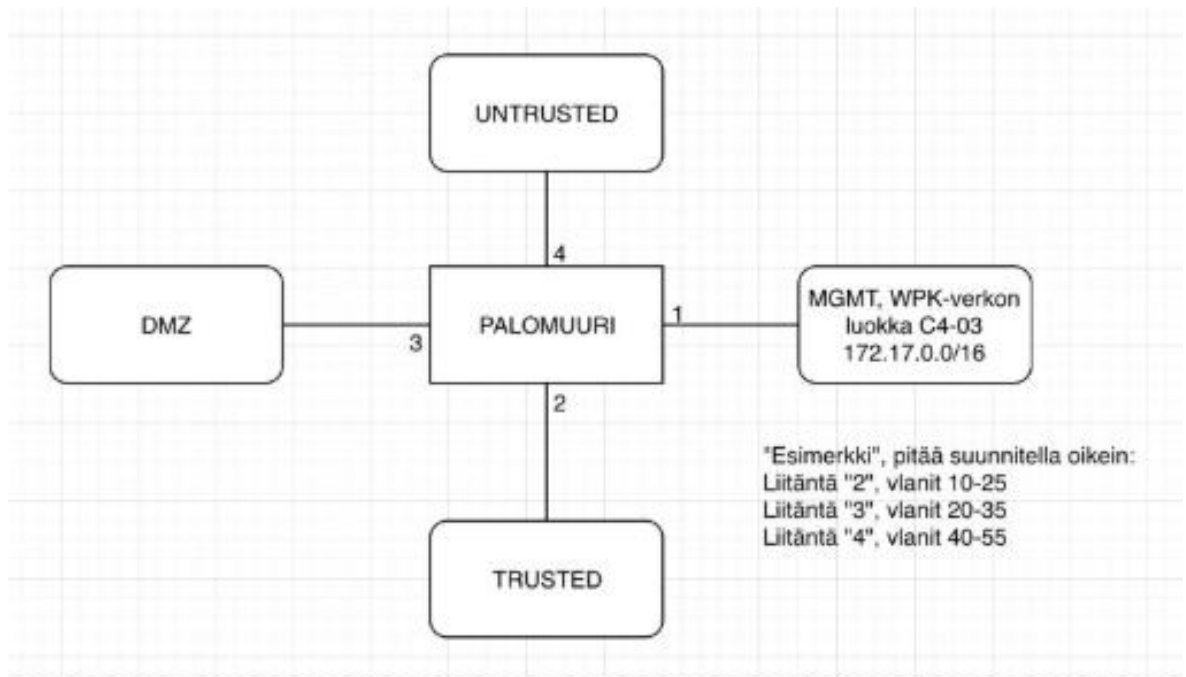 UNTRUSTED
4
DMZ
3
PALOMUURI
1
MGMT, WPK-verkon
luokka C4-03
172.17.0.0/16
2
"Esimerkki", pitää suunnitella oikein:
Liitäntä "2", vlanit 10-25
Liitäntä "3", vlanit 20-35
Liitäntä "4", vlanit 40-55
TRUSTED